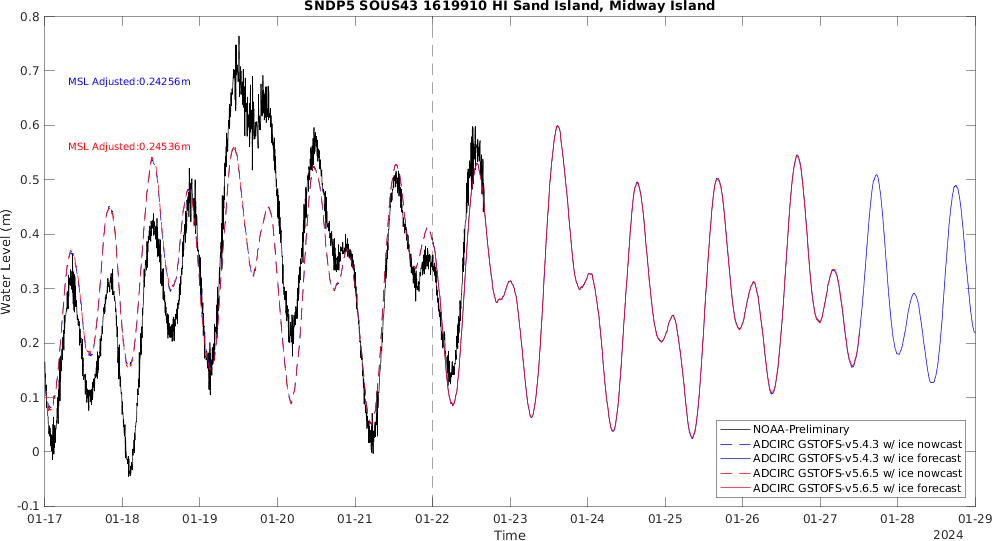 SNDP5 SOUS43 1619910 HI Sand Island, Midway Island
0.8
0.7
0.6
0.5
0.4
0.3
0.2
0.1
0
-0.1
Water Level (m)
MSL Adjusted:0.24256m
MSL Adjusted:0.24536m
NOAA-Preliminary
ADCIRC GSTOFS-v5.4.3 w/ ice nowcast
ADCIRC GSTOFS-v5.4.3 w/ ice forecast
ADCIRC GSTOFS-v5.6.5 w/ ice nowcast
ADCIRC GSTOFS-v5.6.5 w/ ice forecast
01-17 01-18 01-19 01-20 01-21 01-22 01-23 01-24 01-25 01-26 01-27 01-28 01-29
Time
2024